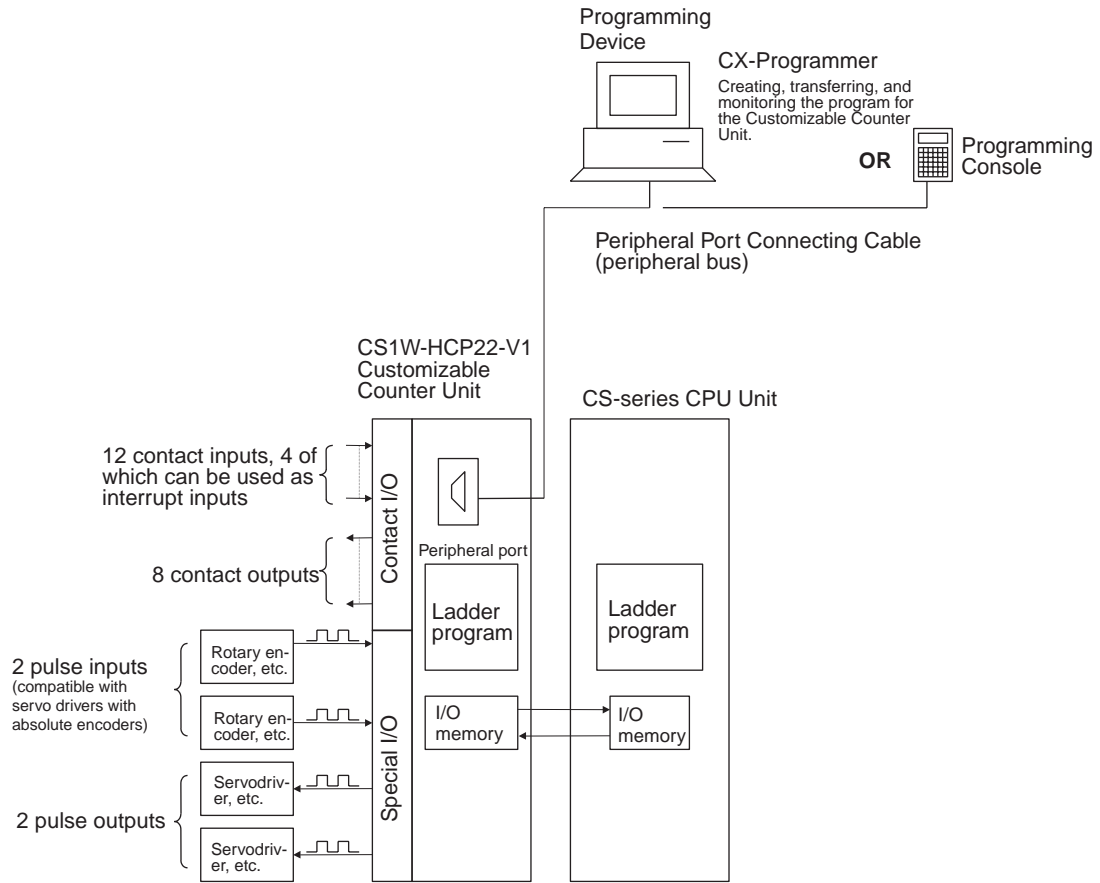 Programming
Device
CX-Programmer
Creating, transferring, and
monitoring the program for
the Customizable Counter
Unit.
OR
Programming
Console
Peripheral Port Connecting Cable
(peripheral bus)
CS1W-HCP22-V1
Customizable
Counter Unit
CS-series CPU Unit
12 contact inputs, 4 of
which can be used as
interrupt inputs
8 contact outputs
Contact I/O
Peripheral port
Ladder
program
Ladder
program
2 pulse inputs
(compatible with
servo drivers with
absolute encoders)
Rotary en-
coder, etc.
Rotary en-
coder, etc.
Special I/O
I/O
memory
I/O
memory
2 pulse outputs
Servodriv-
er, etc.
Servodriv-
er, etc.